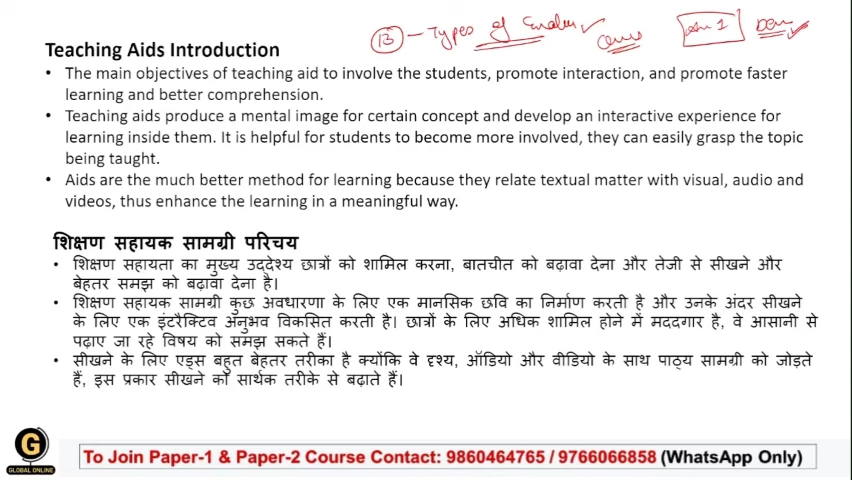 B - Types of
Teaching Aids Introduction
• The main objectives of teaching aid to involve the students, promote interaction, and promote faster
learning and better comprehension.
• Teaching aids produce a mental image for certain concept and develop an interactive experience for
learning inside them. It is helpful for students to become more involved, they can easily grasp the topic
being taught.
• Aids are the much better method for learning because they relate textual matter with visual, audio and
videos, thus enhance the learning in a meaningful way.
शिक्षण सहायक सामग्री परिचय
• शिक्षण सहायता का मुख्य उद्देश्य छात्रों को शामिल करना, बातचीत को बढ़ावा देना और तेजी से सीखने और
बेहतर समझ को बढ़ावा देना है।
• शिक्षण सहायक सामग्री कुछ अवधारणा के लिए एक मानसिक छवि का निर्माण करती है और उनके अंदर सीखने
के लिए एक इंटरैक्टिव अनुभव विकसित करती है। छात्रों के लिए अधिक शामिल होने में मददगार है, वे आसानी से
पढ़ाए जा रहे विषय को समझ सकते हैं।
• सीखने के लिए एड्स बहुत बेहतर तरीका है क्योंकि वे दृश्य, ऑडियो और वीडियो के साथ पाठ्य सामग्री को जोड़ते
हैं, इस प्रकार सीखने को सार्थक तरीके से बढ़ाते हैं।
G
GLOBAL ONLINE
To Join Paper-1 & Paper-2 Course Contact: 9860464765 / 9766066858 (WhatsApp Only)